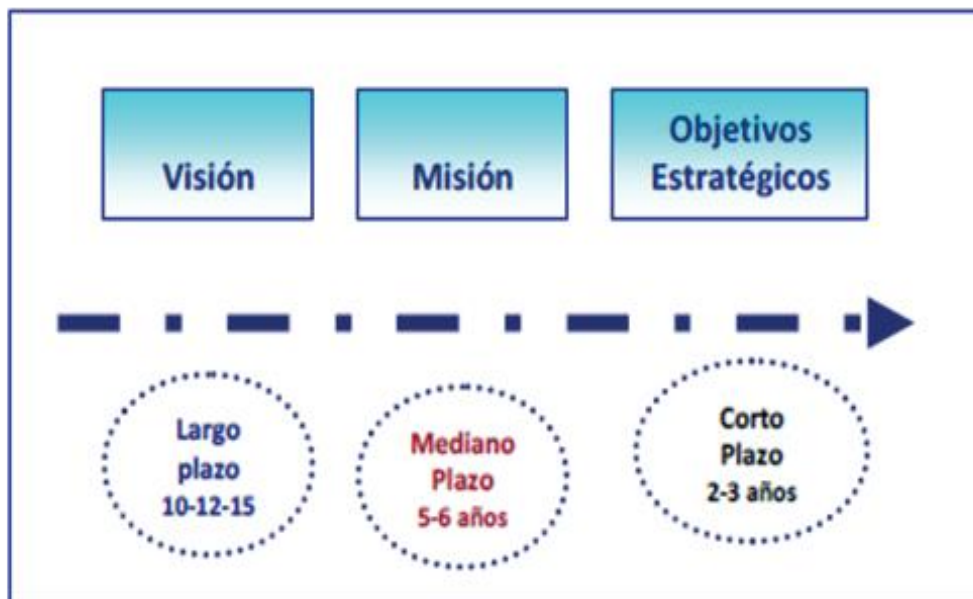 Visión
Misión
Objetivos
Estratégicos
Largo
plazo
10-12-15
Mediano
Plazo
5-6 años
Corto
Plazo
2-3 años